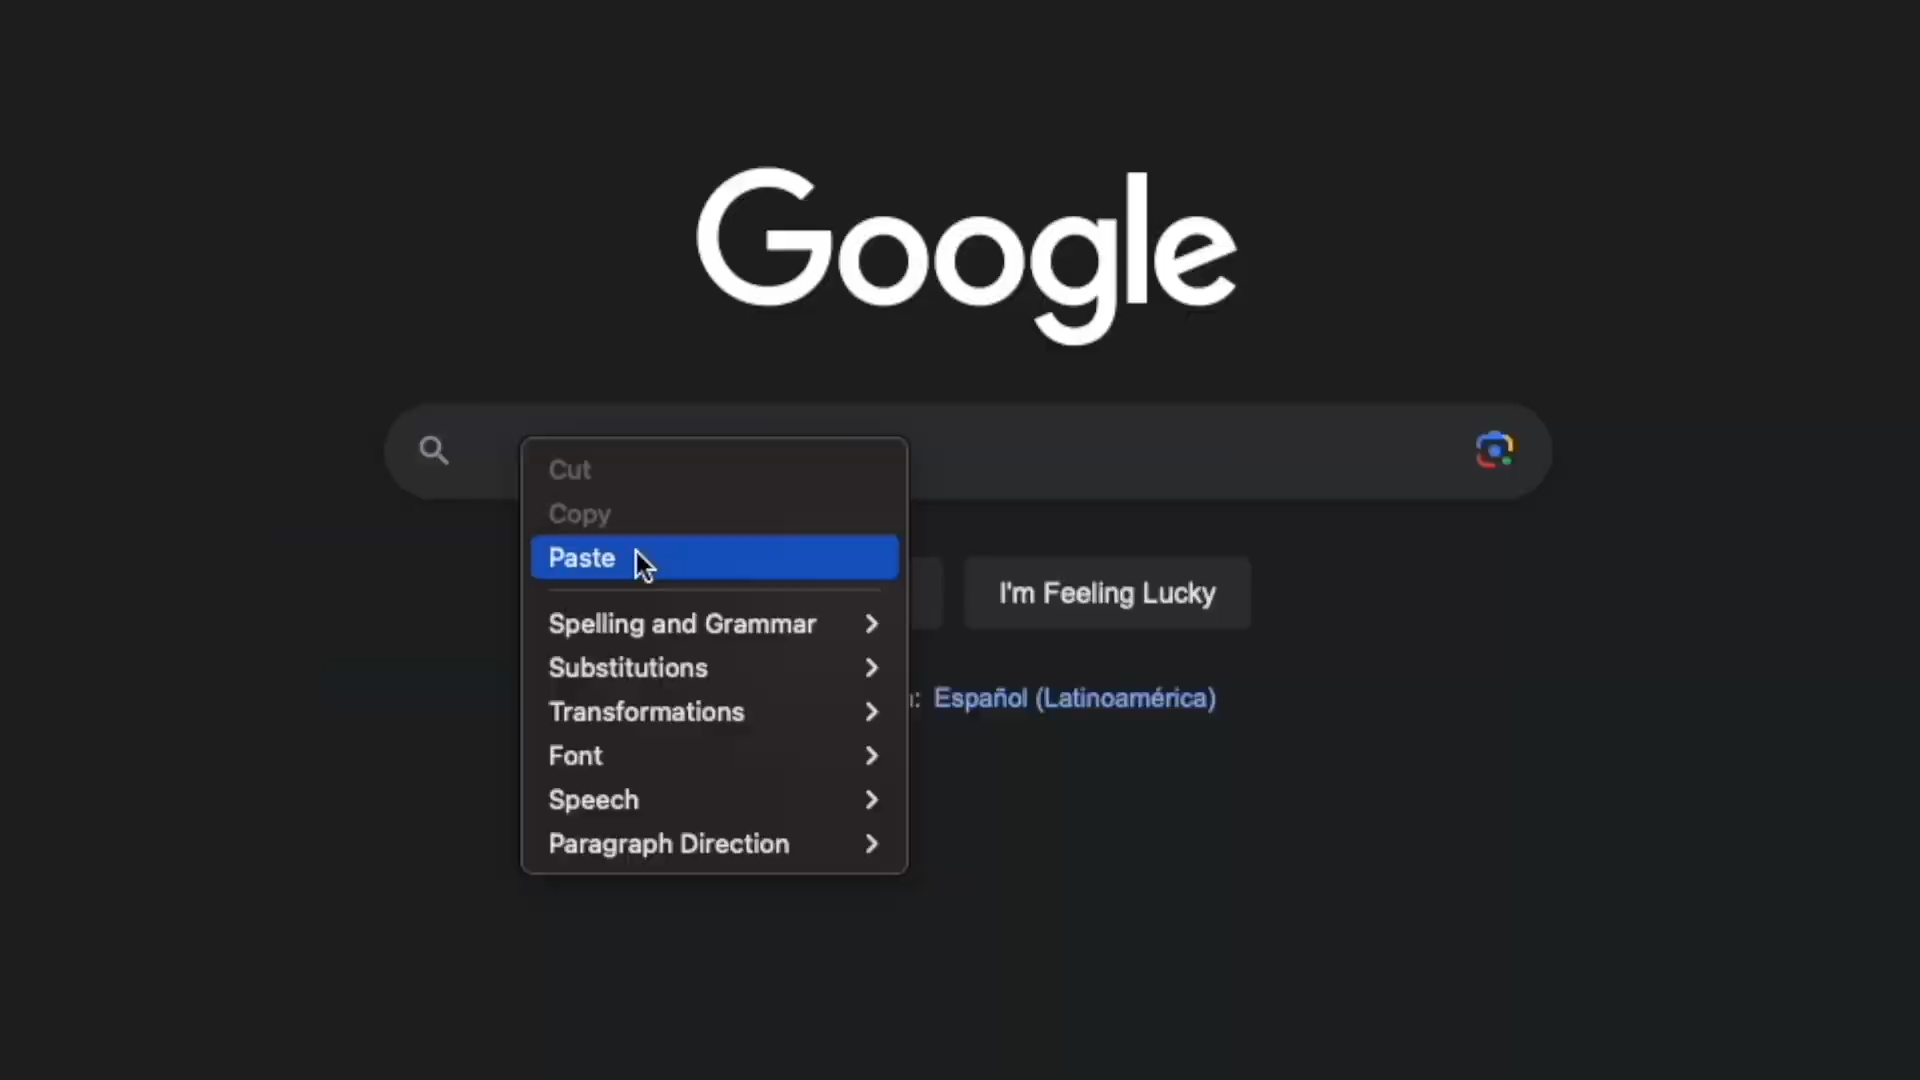 Google
Cut
Copy
Paste
Spelling and Grammar
Substitutions
Transformations
Font
Speech
Paragraph Direction
I'm Feeling Lucky
Español (Latinoamérica)